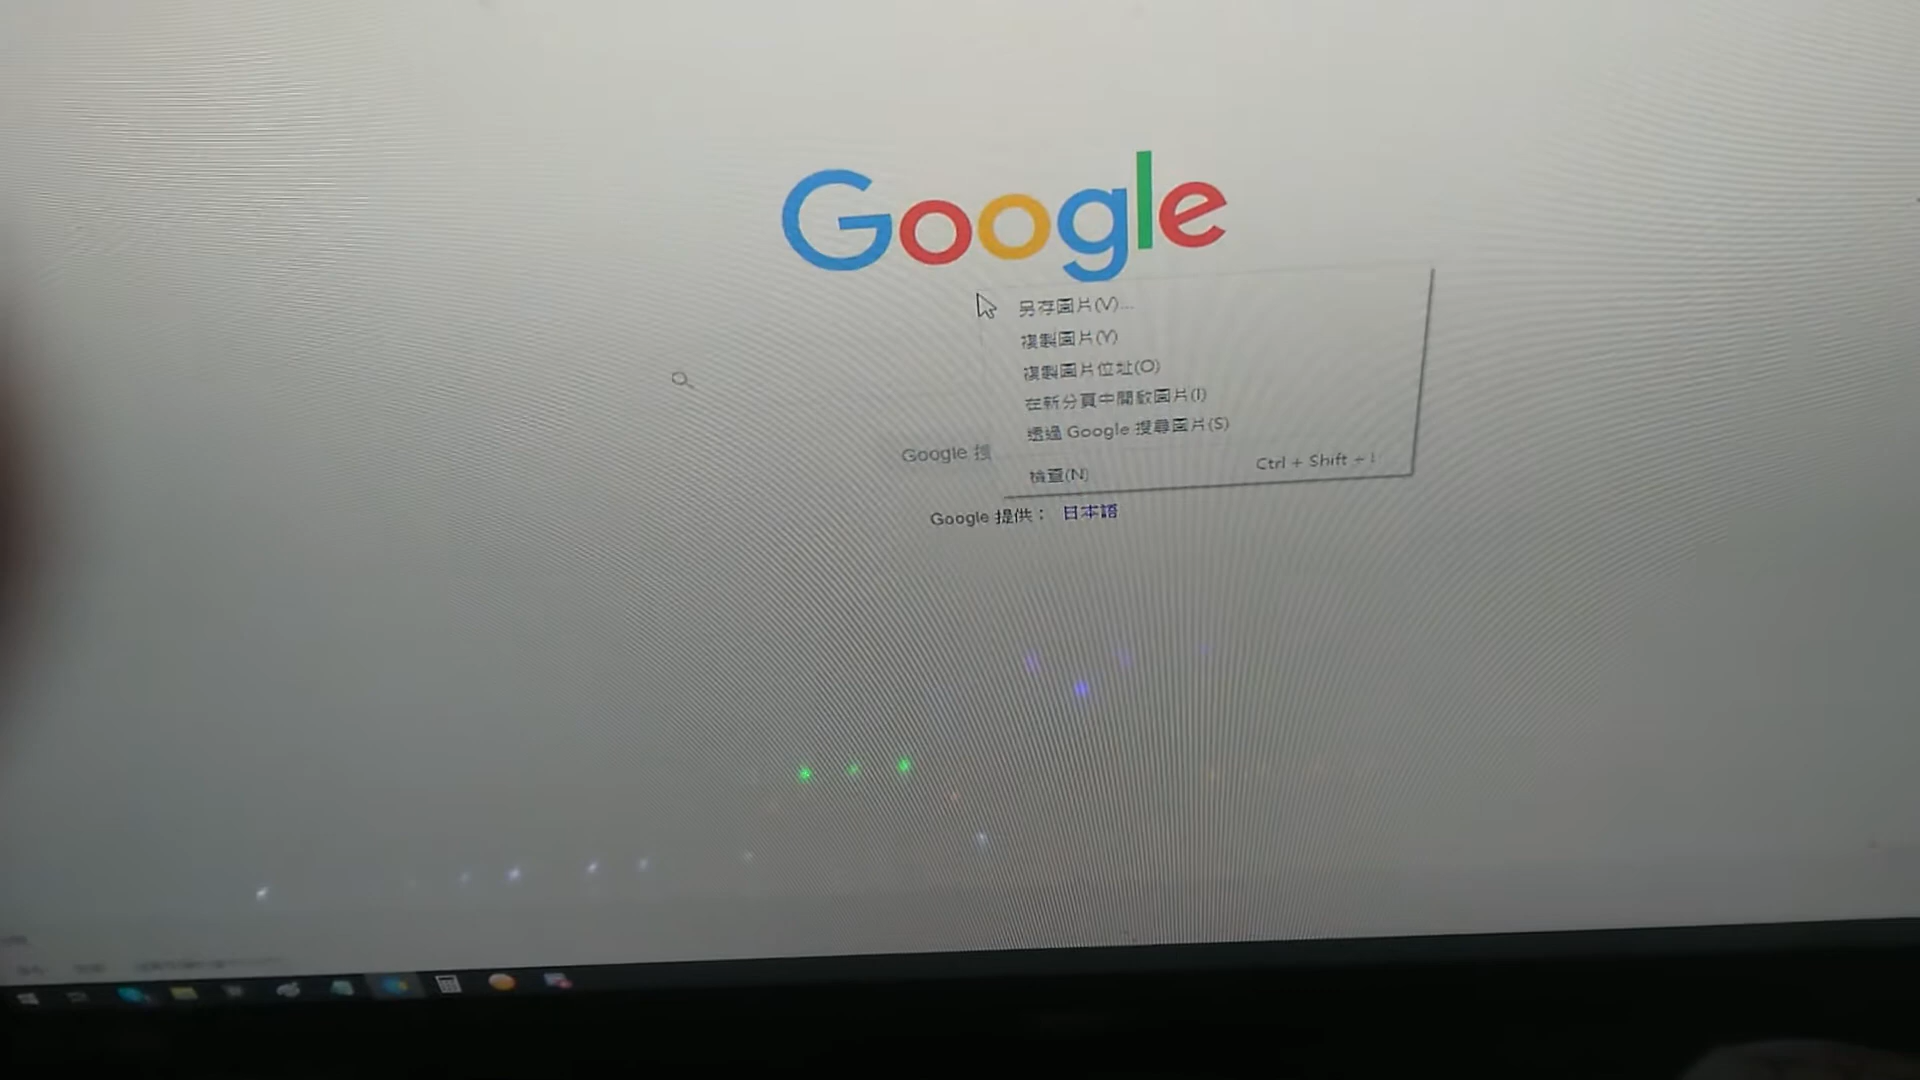 Google
另存圖片(V)...
複製圖片(Y)
複製圖片位址(O)
在新分頁中開啟圖片(I)
透過 Google 搜尋圖片(S)
Google 搜
檢查(N) Ctrl + Shift + I
Google 提供： 日本語